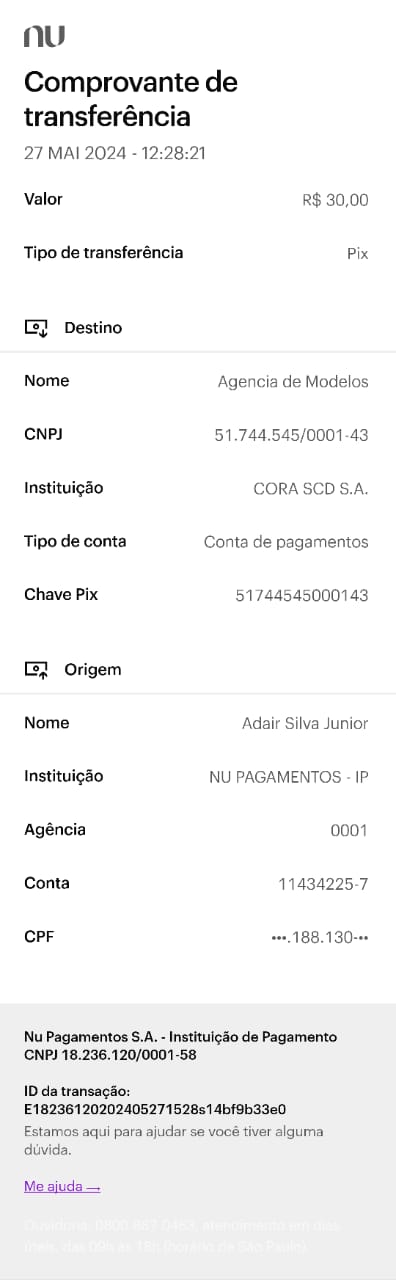 nu
Comprovante de
transferência
27 MAI 2024 - 12:28:21
Valor R$ 30,00
Tipo de transferência Pix
Destino
Nome Agencia de Modelos
CNPJ 51.744.545/0001-43
Instituição CORA SCD S.A.
Tipo de conta Conta de pagamentos
Chave Pix 51744545000143
Origem
Nome Adair Silva Junior
Instituição NU PAGAMENTOS - IP
Agência 0001
Conta 11434225-7
CPF •••.188.130-••
Nu Pagamentos S.A. - Instituição de Pagamento
CNPJ 18.236.120/0001-58
ID da transação:
E18236120202405271528s14bf9b33e0
Estamos aqui para ajudar se você tiver alguma
dúvida.
Me ajuda →
Ouvidoria: 0800 887 0463, atendimento em dias
úteis, das 09h às 18h (horário de São Paulo).